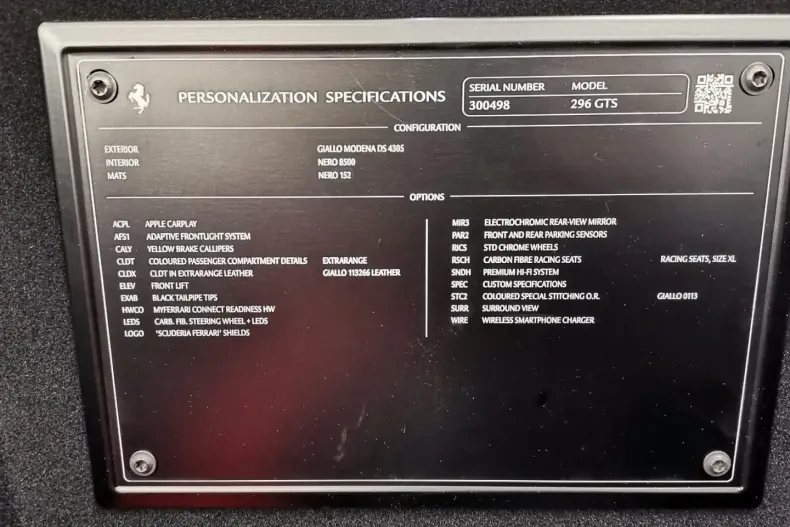 PERSONALIZATION SPECIFICATIONS
SERIAL NUMBER MODEL
300498 296 GTS
CONFIGURATION
EXTERIOR GIALLO MODENA DS 4305
INTERIOR NERO 8500
MATS NERO 152
OPTIONS
ACPL APPLE CARPLAY
AFS1 ADAPTIVE FRONTLIGHT SYSTEM
CALY YELLOW BRAKE CALLIPERS
CLDT COLOURED PASSENGER COMPARTMENT DETAILS EXTRARANGE
CLDX CLDT IN EXTRARANGE LEATHER GIALLO 113266 LEATHER
ELEV FRONT LIFT
EXAB BLACK TAILPIPE TIPS
HWCO MYFERRARI CONNECT READINESS HW
LEDS CARB. FIB. STEERING WHEEL + LEDS
LOGO "SCUDERIA FERRARI" SHIELDS
MIR3 ELECTROCHROMIC REAR-VIEW MIRROR
PAR2 FRONT AND REAR PARKING SENSORS
RICS STD CHROME WHEELS
RSCH CARBON FIBRE RACING SEATS RACING SEATS, SIZE XL
SNDH PREMIUM HI-FI SYSTEM
SPEC CUSTOM SPECIFICATIONS
STC2 COLOURED SPECIAL STITCHING O.R. GIALLO 0113
SURR SURROUND VIEW
WIRE WIRELESS SMARTPHONE CHARGER